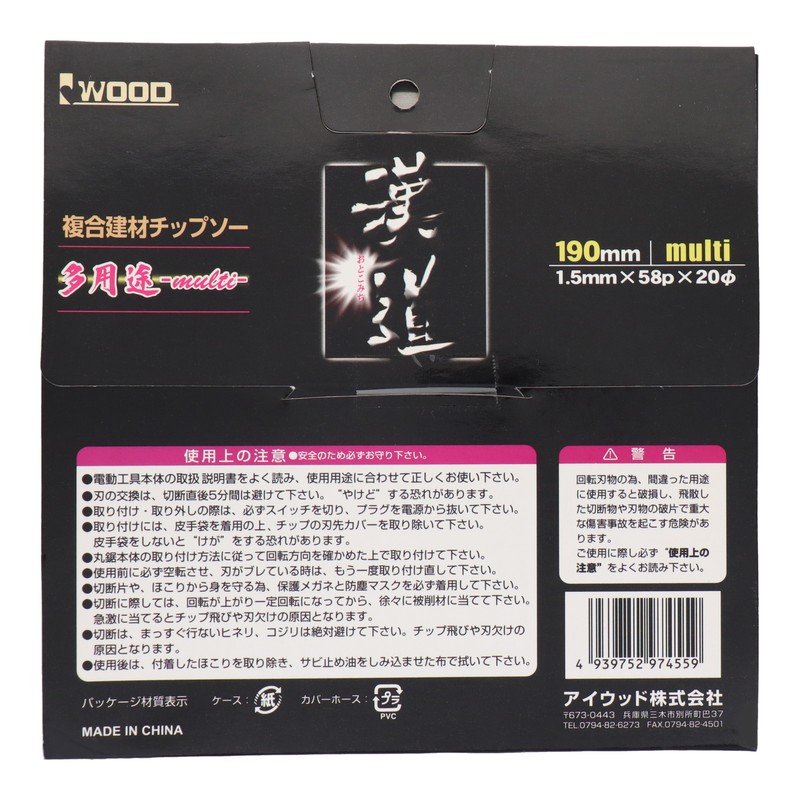 IWOOD
複合建材チップソー
多用途-multi-
漢道
おとこみち
190mm | multi
1.5mm×58p×20φ
使用上の注意 ●安全のため必ずお守り下さい。
●電動工具本体の取扱説明書をよく読み、使用用途に合わせて正しくお使い下さい。
●刃の交換は、切断直後5分間は避けて下さい。“やけど”する恐れがあります。
●取り付け・取り外しの際は、必ずスイッチを切り、プラグを電源から抜いて下さい。
●取り付けには、皮手袋を着用の上、チップの刃先カバーを取り除いて下さい。
皮手袋をしないと“けが”をする恐れがあります。
●丸鋸本体の取り付け方法に従って回転方向を確かめた上で取り付けて下さい。
●使用前に必ず空転させ、刃がブレている時は、もう一度取り付け直して下さい。
●切断片や、ほこりから身を守る為、保護メガネと防塵マスクを必ず着用して下さい。
●切断に際しては、回転が上がり一定回転になってから、徐々に被削材に当てて下さい。
急激に当てるとチップ飛びや刃欠けの原因となります。
●切断は、まっすぐ行ないヒネリ、コジリは絶対避けて下さい。チップ飛びや刃欠けの
原因となります。
●使用後は、付着したほこりを取り除き、サビ止め油をしみ込ませた布で拭いて下さい。
⚠ 警告
回転刃物の為、間違った用途
に使用すると破損し、飛散し
た切断物や刃物の破片で重大
な傷害事故を起こす危険があ
ります。
ご使用に際し必ず“使用上の
注意”をよくお読み下さい。
4 939752 974559
パッケージ材質表示 ケース: 紙 カバーホース: プラ
PVC
MADE IN CHINA
アイウッド株式会社
〒673-0443 兵庫県三木市別所町巴37
TEL.0794-82-6273 FAX.0794-82-4501